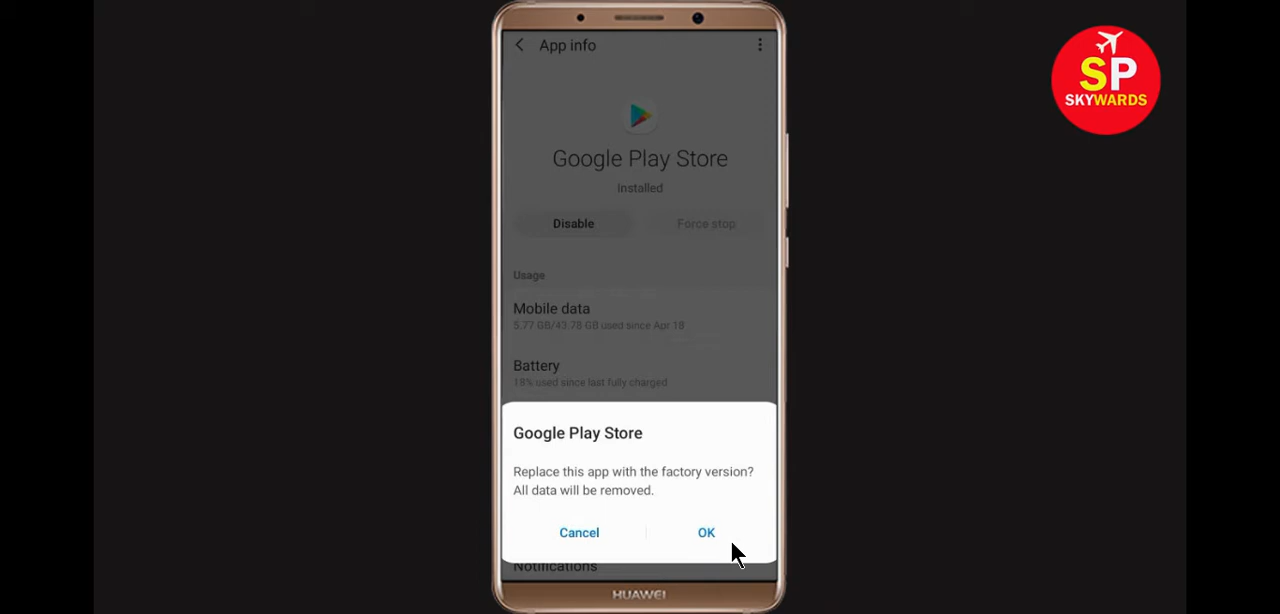 App info
SP
SKYWARDS
Google Play Store
Installed
Disable
Force stop
Usage
Mobile data
5.77 GB/43.78 GB used since Apr 18
Battery
18% used since last fully charged
Google Play Store
Replace this app with the factory version?
All data will be removed.
Cancel
OK
Notifications
HUAWEI